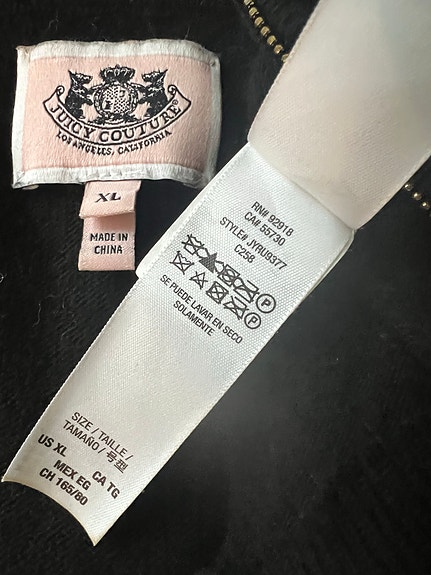 JUICY COUTURE®
LOS ANGELES, CALIFORNIA
XL
MADE IN
CHINA
RN# 92918
CA# 55730
STYLE# JYRU9377
C258
P
P
SE PUEDE LAVAR EN SECO
SOLAMENTE
SIZE / TAILLE /
TAMAÑO / 号型
US XL CA TG
MEX EG
CH 165/80